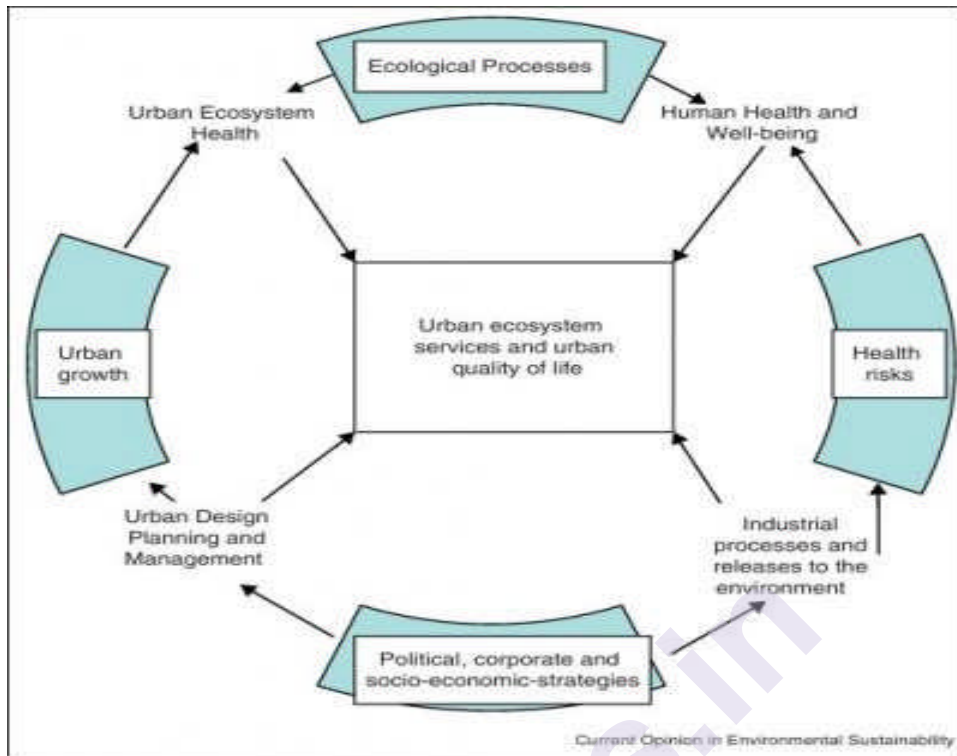 Ecological Processes
Urban Ecosystem
Health
Human Health and
Well-being
Urban ecosystem
services and urban
quality of life
Urban
growth
Health
risks
Urban Design
Planning and
Management
Industrial
processes and
releases to the
environment
Political, corporate and
socio-economic-strategies
Current Opinion in Environmental Sustainability